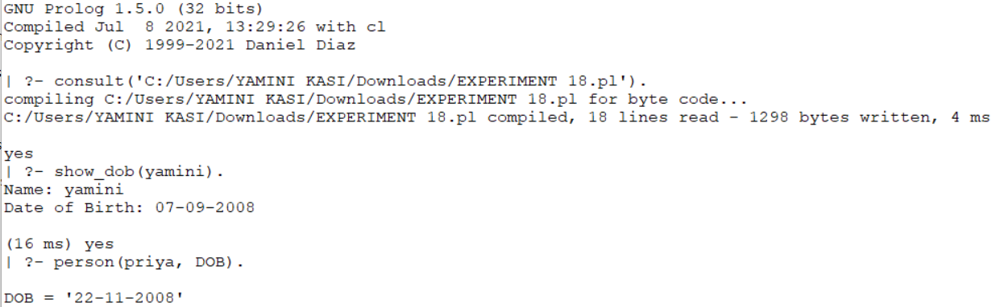 GNU Prolog 1.5.0 (32 bits)
Compiled Jul  8 2021, 13:29:26 with cl
Copyright (C) 1999-2021 Daniel Diaz
| ?- consult('C:/Users/YAMINI KASI/Downloads/EXPERIMENT 18.pl').
compiling C:/Users/YAMINI KASI/Downloads/EXPERIMENT 18.pl for byte code...
C:/Users/YAMINI KASI/Downloads/EXPERIMENT 18.pl compiled, 18 lines read - 1298 bytes written, 4 ms
yes
| ?- show_dob(yamini).
Name: yamini
Date of Birth: 07-09-2008
(16 ms) yes
| ?- person(priya, DOB).
DOB = '22-11-2008'